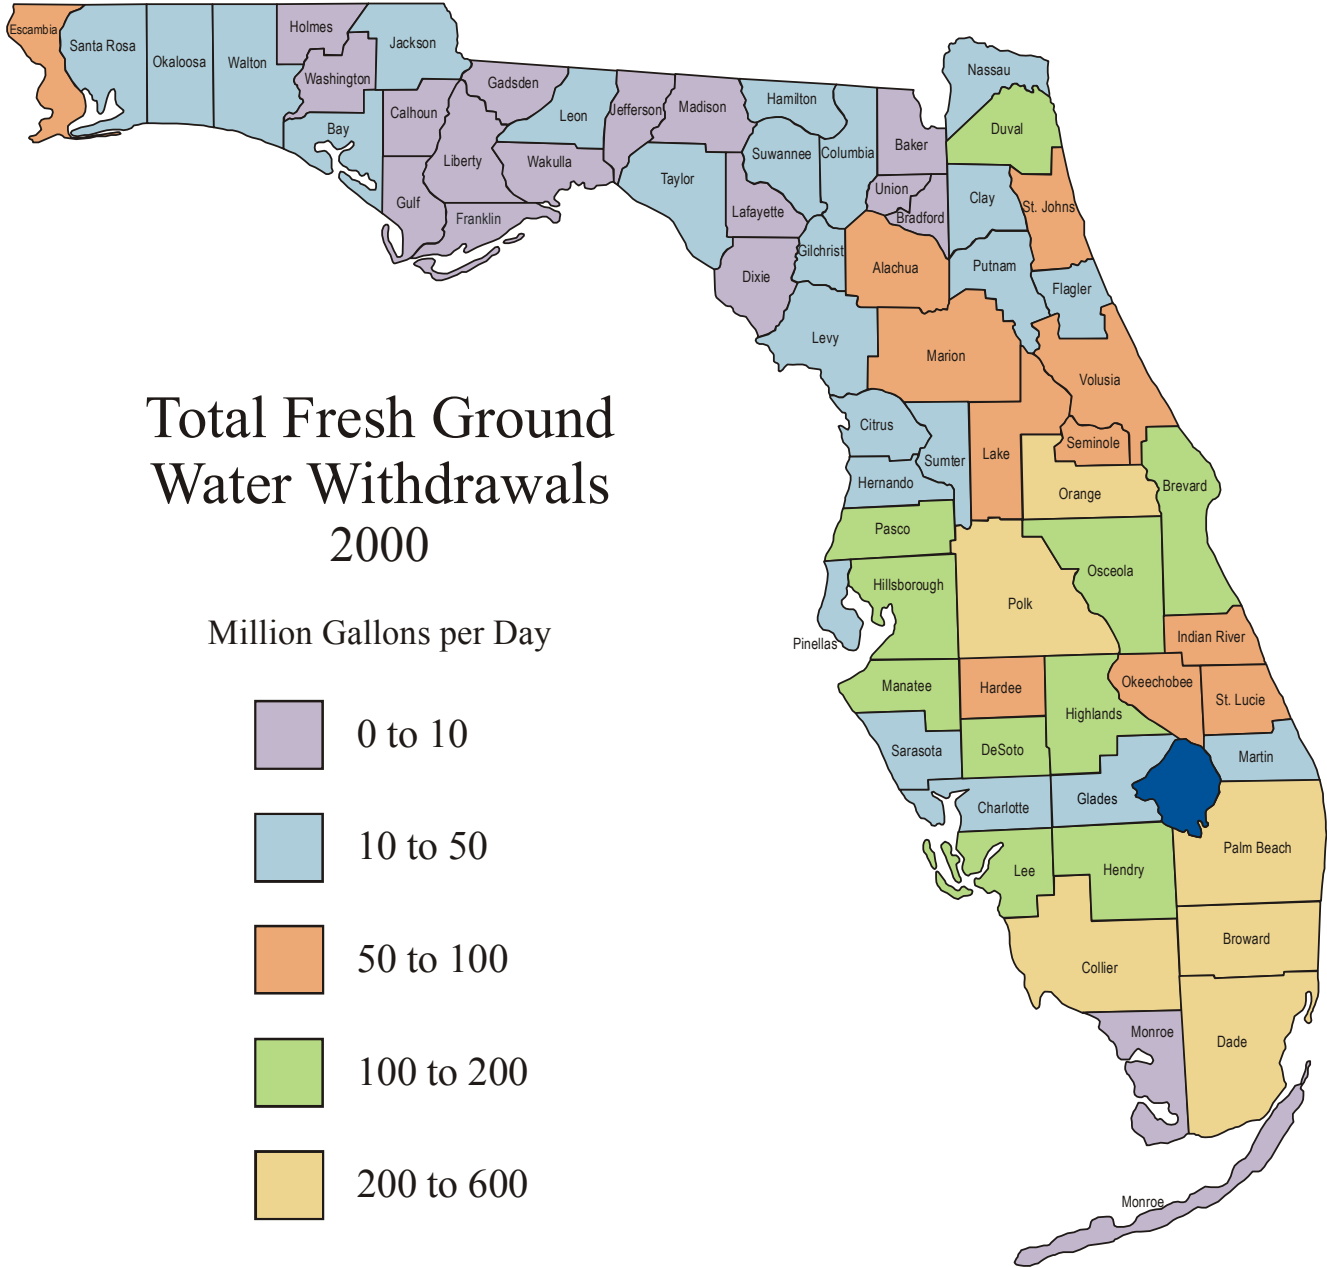 Escambia
Santa Rosa
Okaloosa
Walton
Holmes
Washington
Jackson
Bay
Calhoun
Gulf
Liberty
Gadsden
Franklin
Wakulla
Leon
Jefferson
Madison
Taylor
Hamilton
Suwannee
Columbia
Lafayette
Dixie
Gilchrist
Levy
Baker
Union
Bradford
Alachua
Nassau
Duval
Clay
St. Johns
Putnam
Flagler
Marion
Volusia
Citrus
Sumter
Lake
Seminole
Hernando
Orange
Brevard
Pasco
Hillsborough
Pinellas
Polk
Osceola
Indian River
Manatee
Hardee
Highlands
Okeechobee
St. Lucie
Sarasota
DeSoto
Martin
Charlotte
Glades
Lee
Hendry
Palm Beach
Collier
Broward
Monroe
Dade
Monroe
Total Fresh Ground
Water Withdrawals
2000
Million Gallons per Day
0 to 10
10 to 50
50 to 100
100 to 200
200 to 600